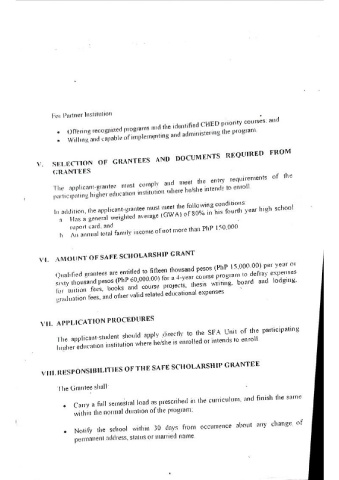 For Partner Institution
• Offering recognized programs and the identified CHED priority courses; and
• Willing and capable of implementing and administering the program.
V. SELECTION OF GRANTEES AND DOCUMENTS REQUIRED FROM
GRANTEES
The applicant-grantee must comply and meet the entry requirements of the
participating higher education institution where he/she intends to enroll.
In addition, the applicant-grantee must meet the following conditions:
a. Has a general weighted average (GWA) of 80% in his fourth year high school
report card; and
b. An annual total family income of not more than PhP 150,000
VI. AMOUNT OF SAFE SCHOLARSHIP GRANT
Qualified grantees are entitled to fifteen thousand pesos (PhP 15,000.00) per year or
sixty thousand pesos (PhP 60,000.00) for a 4-year course program to defray expenses
for tuition fees, books and course projects, thesis writing, board and lodging,
graduation fees, and other valid related educational expenses.
VII. APPLICATION PROCEDURES
The applicant-student should apply directly to the SFA Unit of the participating
higher education institution where he/she is enrolled or intends to enroll.
VIII. RESPONSIBILITIES OF THE SAFE SCHOLARSHIP GRANTEE
The Grantee shall:
• Carry a full semestral load as prescribed in the curriculum, and finish the same
within the normal duration of the program;
• Notify the school within 30 days from occurrence about any change of
permanent address, status or married name